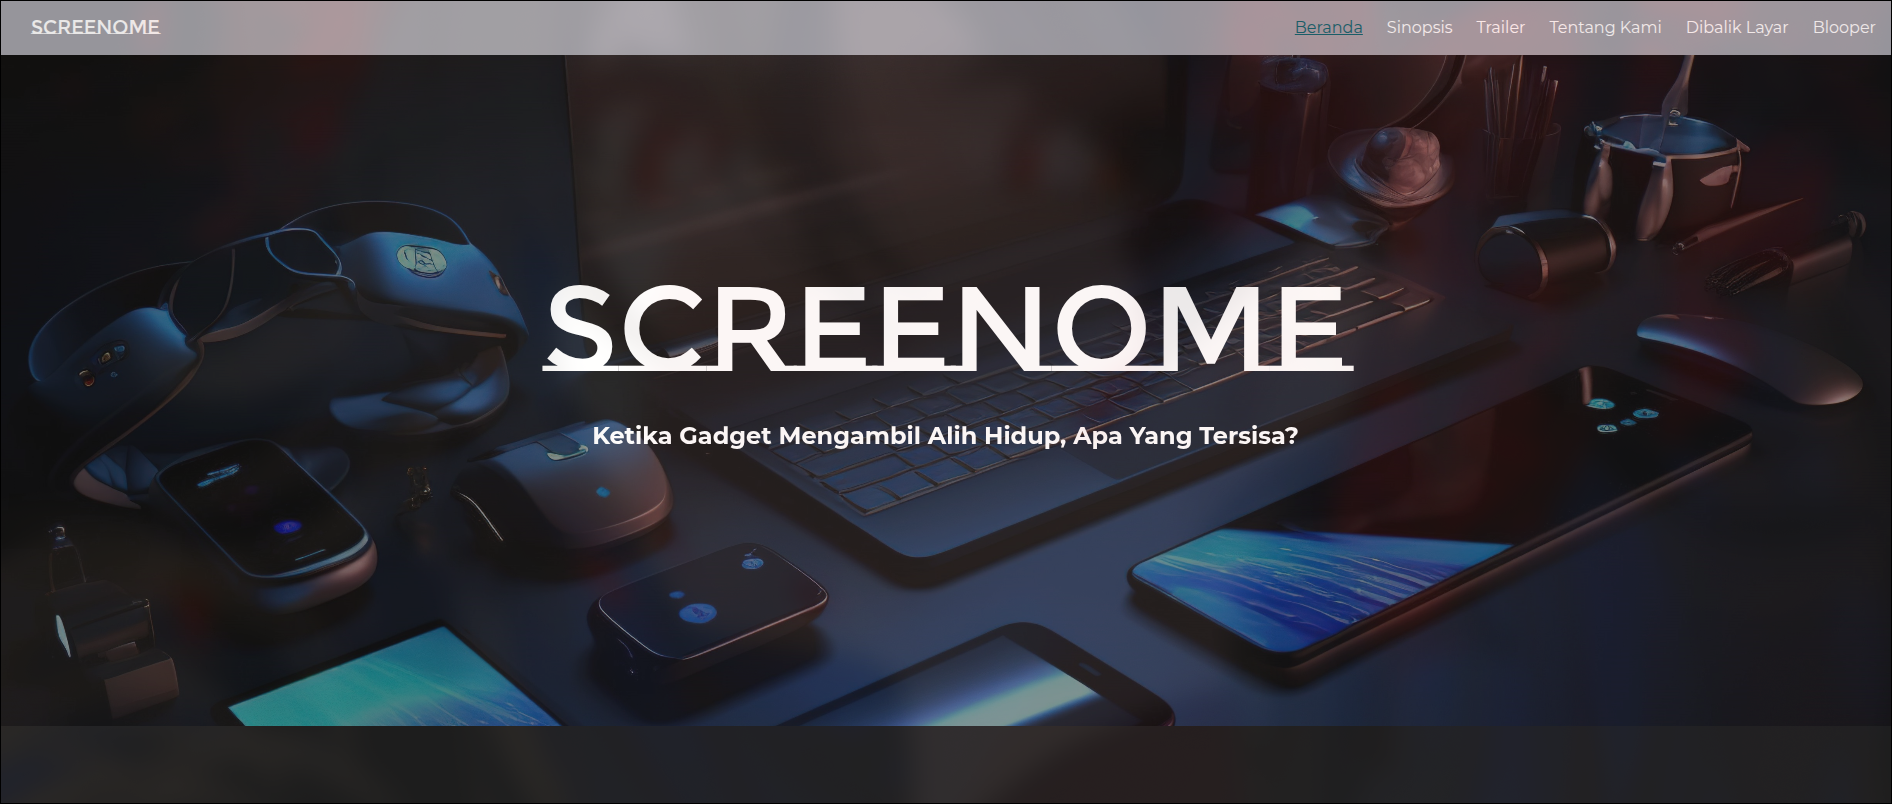 SCREENOME
Beranda Sinopsis Trailer Tentang Kami Dibalik Layar Blooper
SCREENOME
Ketika Gadget Mengambil Alih Hidup, Apa Yang Tersisa?